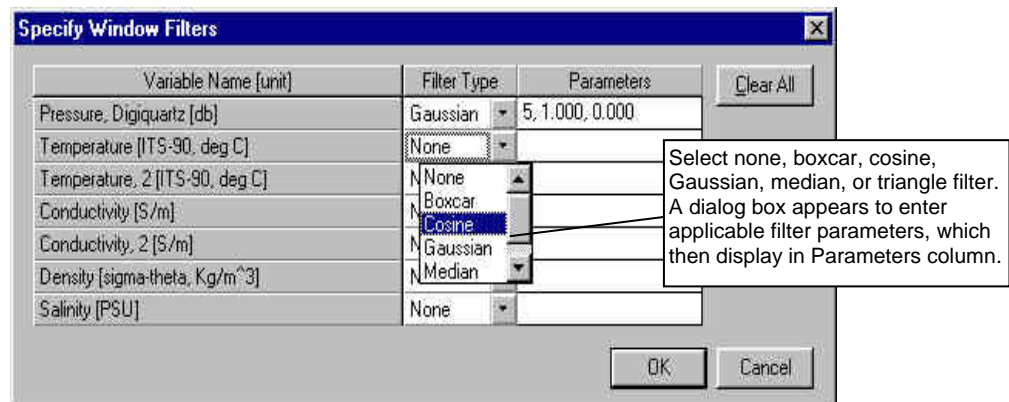 Specify Window Filters
Variable Name [unit] Filter Type Parameters Clear All
Pressure, Digiquartz [db] Gaussian 5, 1.000, 0.000
Temperature [ITS-90, deg C] None
Temperature, 2 [ITS-90, deg C] N None
Conductivity [S/m] Boxcar
Cosine
Conductivity, 2 [S/m] N Gaussian
Density [sigma-theta, Kg/m^3] N Median
Salinity [PSU] None
Select none, boxcar, cosine,
Gaussian, median, or triangle filter.
A dialog box appears to enter
applicable filter parameters, which
then display in Parameters column.
OK Cancel